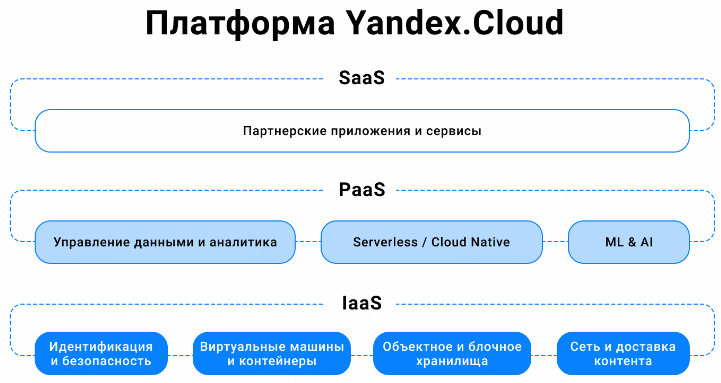 Платформа Yandex.Cloud
SaaS
Партнерские приложения и сервисы
PaaS
Управление данными и аналитика
Serverless / Cloud Native
ML & AI
IaaS
Идентификация
и безопасность
Виртуальные машины
и контейнеры
Объектное и блочное
хранилища
Сеть и доставка
контента